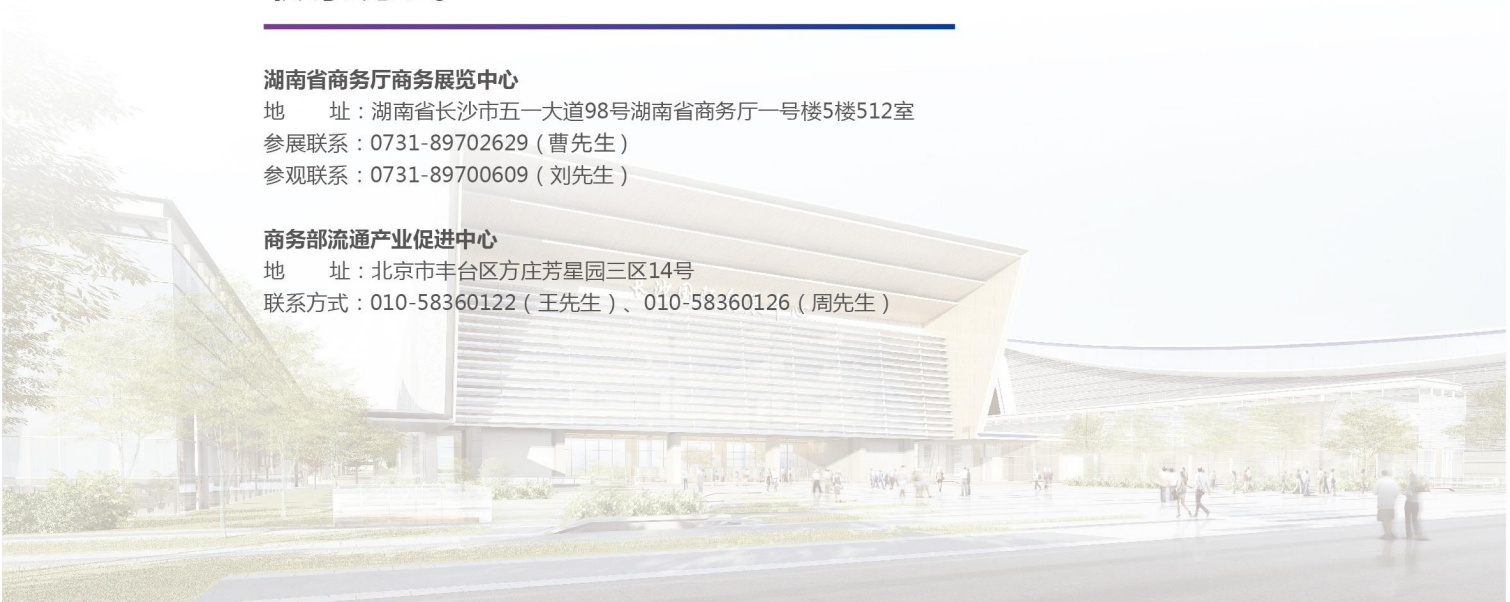 湖南省商务厅商务展览中心
地 址：湖南省长沙市五一大道98号湖南省商务厅一号楼5楼512室
参展联系：0731-89702629（曹先生）
参观联系：0731-89700609（刘先生）
商务部流通产业促进中心
地 址：北京市丰台区方庄芳星园三区14号
联系方式：010-58360122（王先生）、010-58360126（周先生）